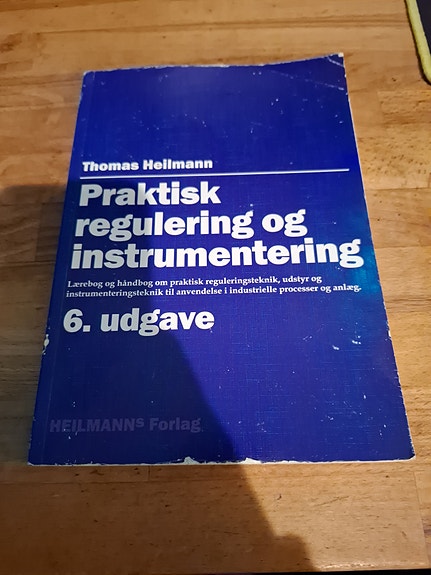 Thomas Heilmann
Praktisk
regulering og
instrumentering
Lærebog og håndbog om praktisk reguleringsteknik, udstyr og
instrumenteringsteknik til anvendelse i industrielle processer og anlæg.
6. udgave
HEILMANNs Forlag